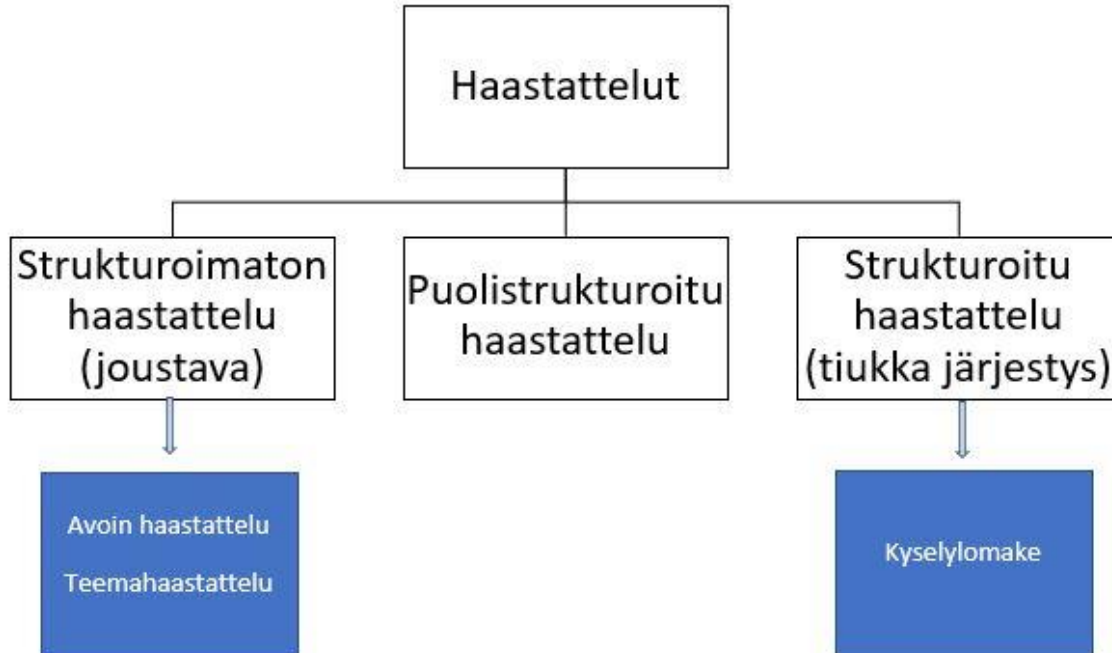 Haastattelut
Strukturoimaton
haastattelu
(joustava)
Puolistrukturoitu
haastattelu
Strukturoitu
haastattelu
(tiukka järjestys)
Avoin haastattelu
Teemahaastattelu
Kyselylomake